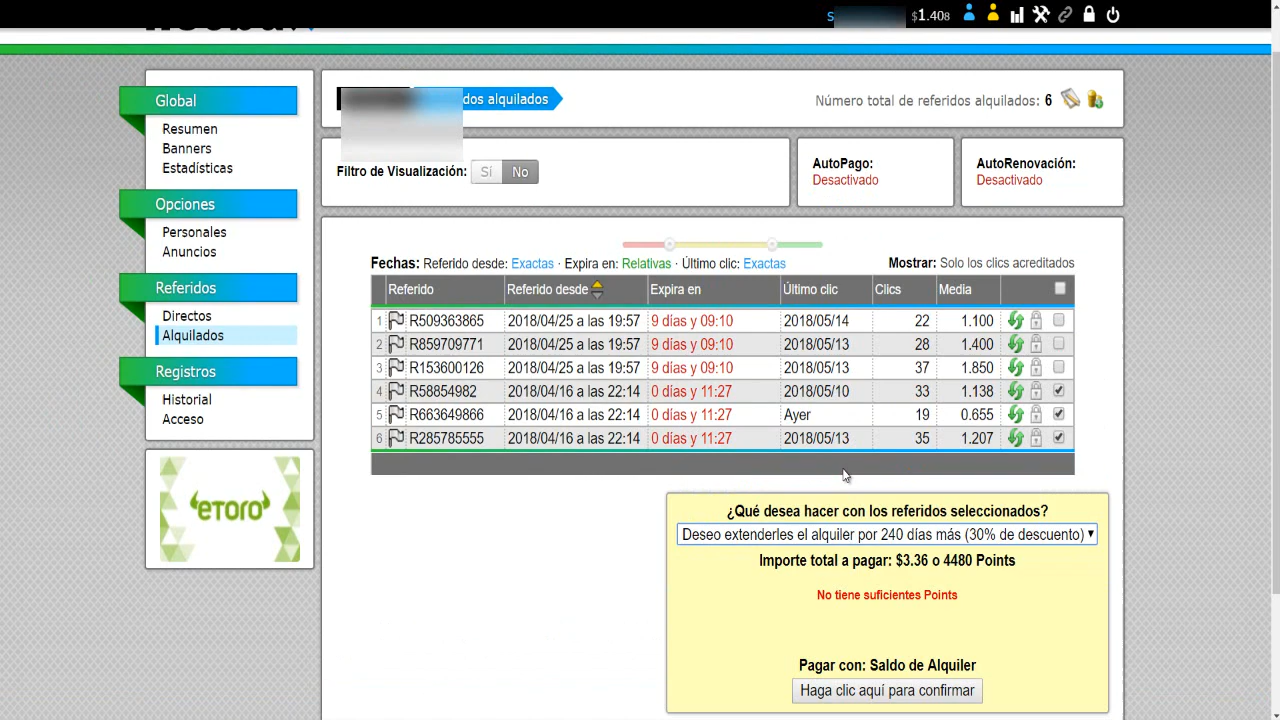 $1.408
Global
Resumen
Banners
Estadísticas
Opciones
Personales
Anuncios
Referidos
Directos
Alquilados
Registros
Historial
Acceso
eToro
alquilados
Número total de referidos alquilados: 6
Filtro de Visualización: Sí No
AutoPago:
Desactivado
AutoRenovación:
Desactivado
Fechas: Referido desde: Exactas · Expira en: Relativas · Último clic: Exactas
Mostrar: Solo los clics acreditados
Referido Referido desde Expira en Último clic Clics Media
1 R509363865 2018/04/25 a las 19:57 9 días y 09:10 2018/05/14 22 1.100
2 R859709771 2018/04/25 a las 19:57 9 días y 09:10 2018/05/13 28 1.400
3 R153600126 2018/04/25 a las 19:57 9 días y 09:10 2018/05/13 37 1.850
4 R58854982 2018/04/16 a las 22:14 0 días y 11:27 2018/05/10 33 1.138
5 R663649866 2018/04/16 a las 22:14 0 días y 11:27 Ayer 19 0.655
6 R285785555 2018/04/16 a las 22:14 0 días y 11:27 2018/05/13 35 1.207
¿Qué desea hacer con los referidos seleccionados?
Deseo extenderles el alquiler por 240 días más (30% de descuento)
Importe total a pagar: $3.36 o 4480 Points
No tiene suficientes Points
Pagar con: Saldo de Alquiler
Haga clic aquí para confirmar